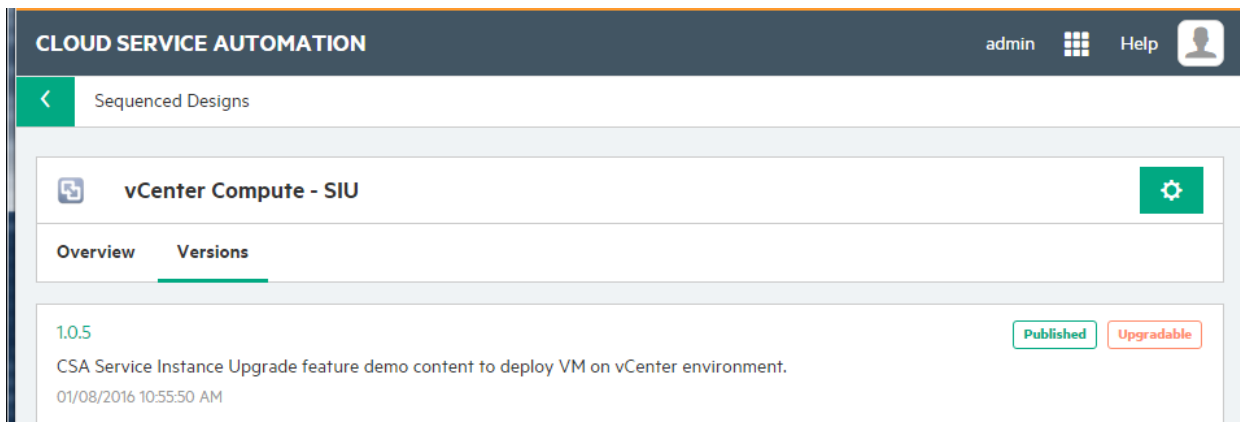 CLOUD SERVICE AUTOMATION admin Help
Sequenced Designs
vCenter Compute - SIU
Overview Versions
1.0.5 Published Upgradable
CSA Service Instance Upgrade feature demo content to deploy VM on vCenter environment.
01/08/2016 10:55:50 AM